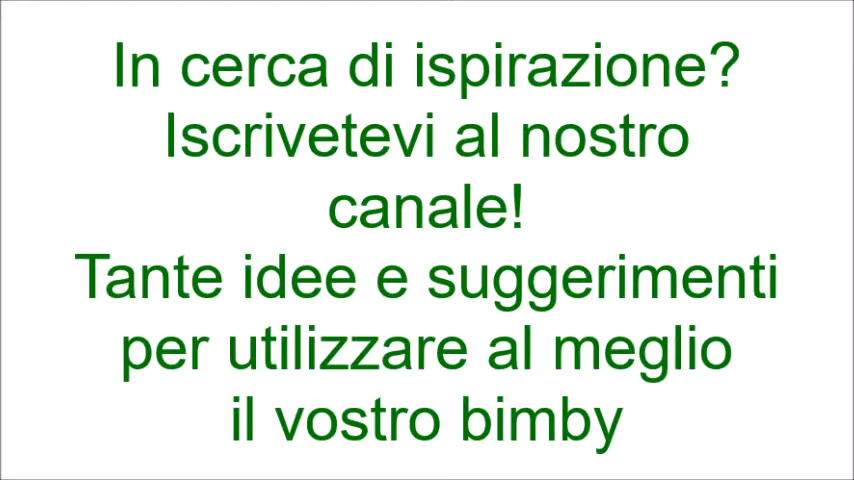 In cerca di ispirazione?
Iscrivetevi al nostro
canale!
Tante idee e suggerimenti
per utilizzare al meglio
il vostro bimby